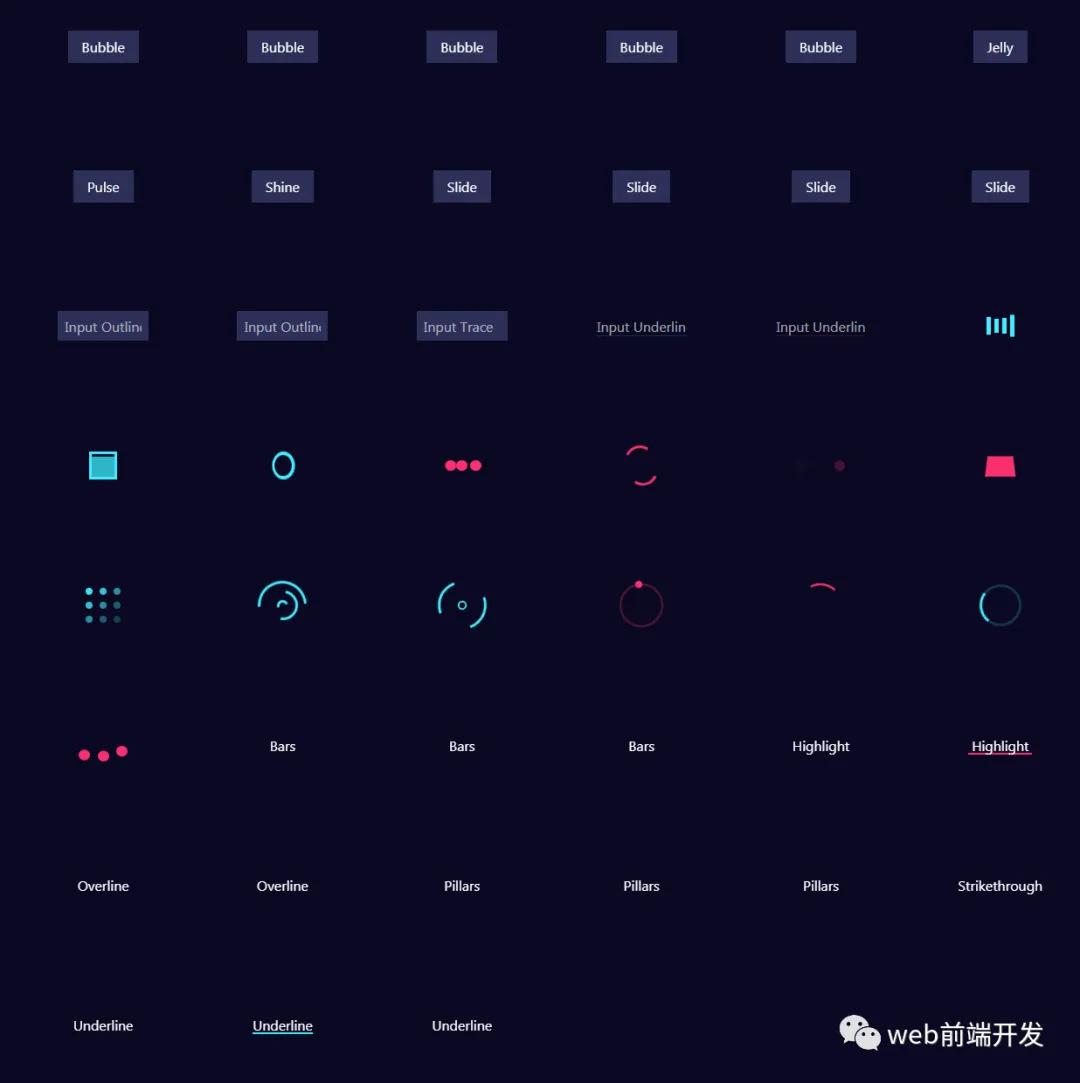 Bubble Bubble Bubble Bubble Bubble Jelly
Pulse Shine Slide Slide Slide Slide
Input Outlin Input Outlin Input Trace Input Underlin Input Underlin
Bars Bars Bars Highlight Highlight
Overline Overline Pillars Pillars Pillars Strikethrough
Underline Underline Underline
web前端开发